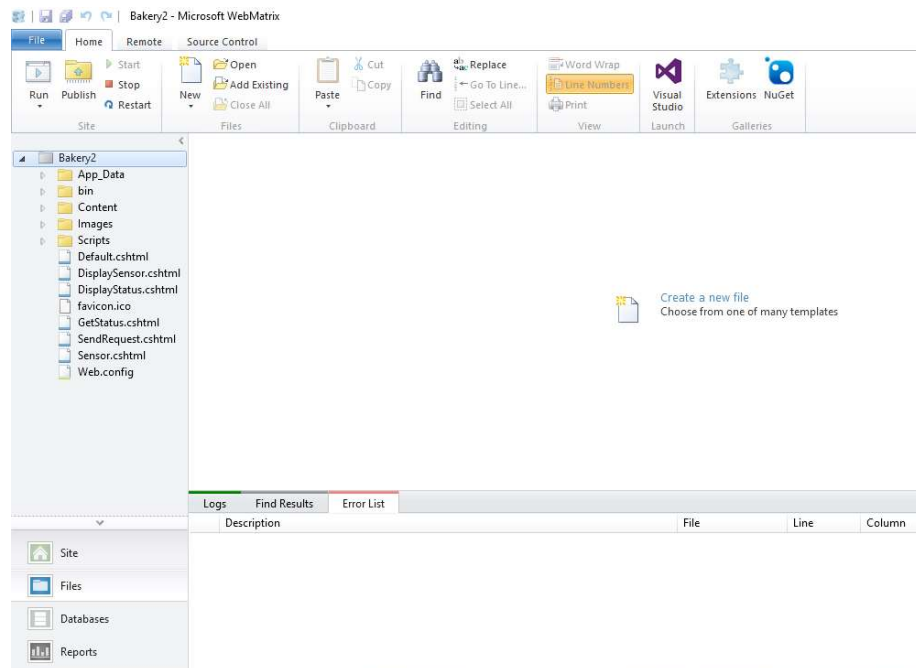 Bakery2 - Microsoft WebMatrix
File Home Remote Source Control
Run
Publish
Start
Stop
Restart
Site
New
Open
Add Existing
Close All
Files
Paste
Cut
Copy
Clipboard
Find
Replace
Go To Line...
Select All
Editing
Word Wrap
Line Numbers
Print
View
Visual
Studio
Launch
Extensions NuGet
Galleries
Bakery2
App_Data
bin
Content
Images
Scripts
Default.cshtml
DisplaySensor.cshtml
DisplayStatus.cshtml
favicon.ico
GetStatus.cshtml
SendRequest.cshtml
Sensor.cshtml
Web.config
Create a new file
Choose from one of many templates
Logs Find Results Error List
Description File Line Column
Site
Files
Databases
Reports